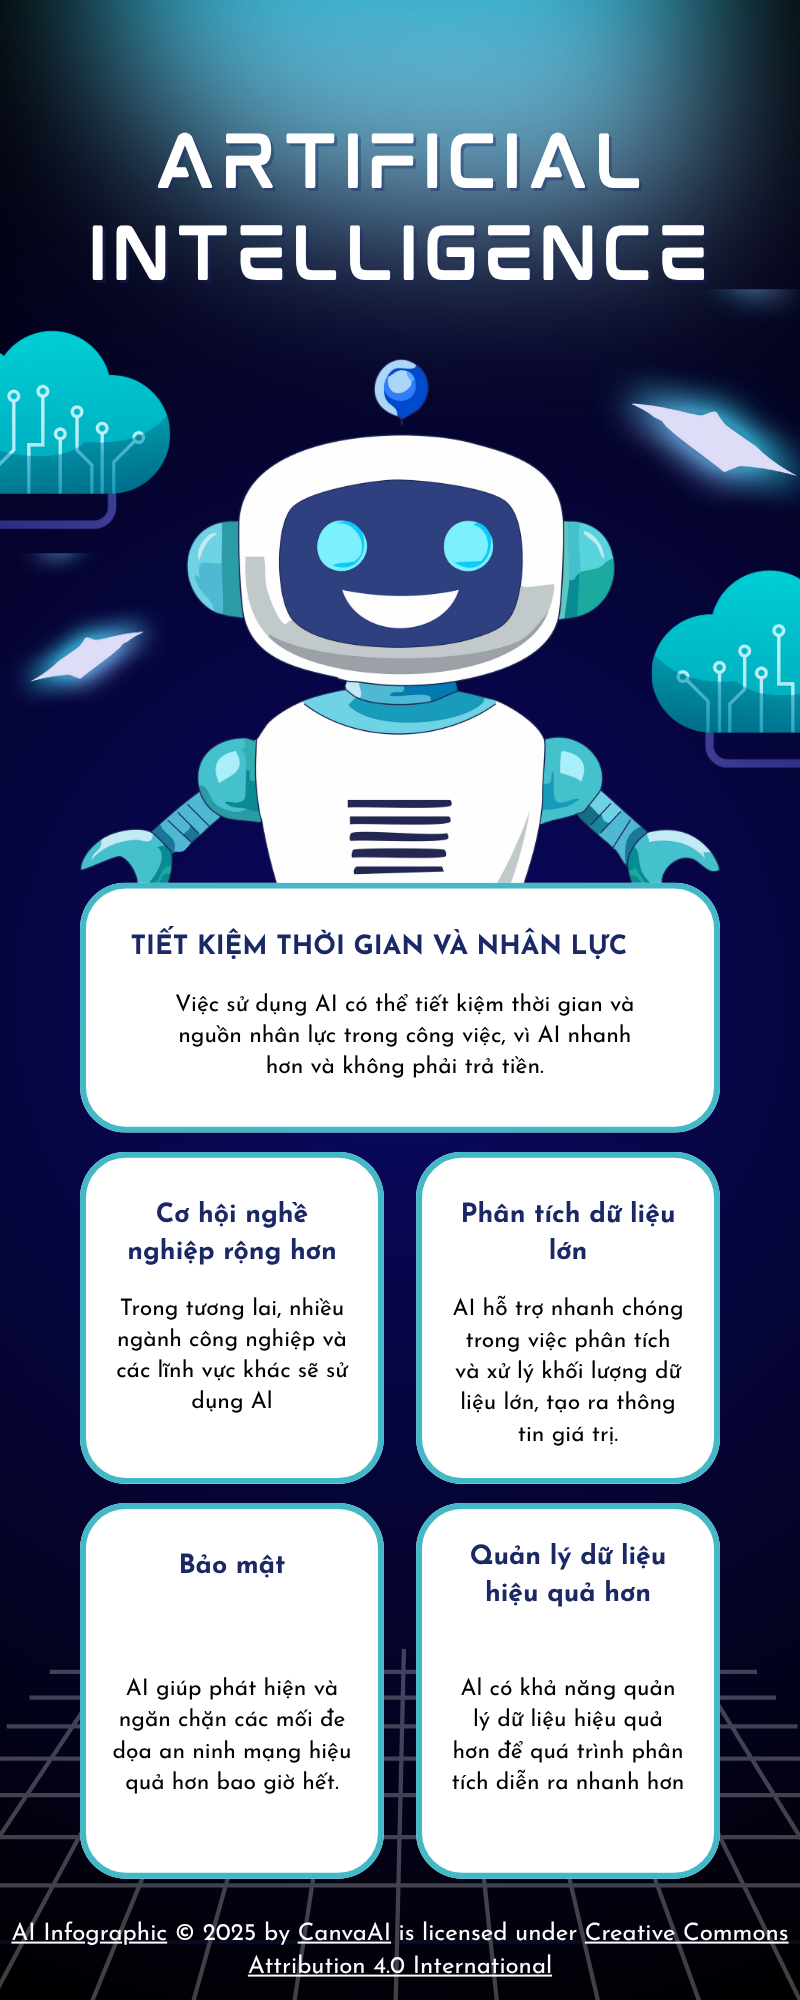 ARTIFICIAL
INTELLIGENCE
TIẾT KIỆM THỜI GIAN VÀ NHÂN LỰC
Việc sử dụng AI có thể tiết kiệm thời gian và
nguồn nhân lực trong công việc, vì AI nhanh
hơn và không phải trả tiền.
Cơ hội nghề
nghiệp rộng hơn
Trong tương lai, nhiều
ngành công nghiệp và
các lĩnh vực khác sẽ sử
dụng AI
Phân tích dữ liệu
lớn
AI hỗ trợ nhanh chóng
trong việc phân tích
và xử lý khối lượng dữ
liệu lớn, tạo ra thông
tin giá trị.
Bảo mật
AI giúp phát hiện và
ngăn chặn các mối đe
dọa an ninh mạng hiệu
quả hơn bao giờ hết.
Quản lý dữ liệu
hiệu quả hơn
AI có khả năng quản
lý dữ liệu hiệu quả
hơn để quá trình phân
tích diễn ra nhanh hơn
AI Infographic © 2025 by CanvaAI is licensed under Creative Commons
Attribution 4.0 International